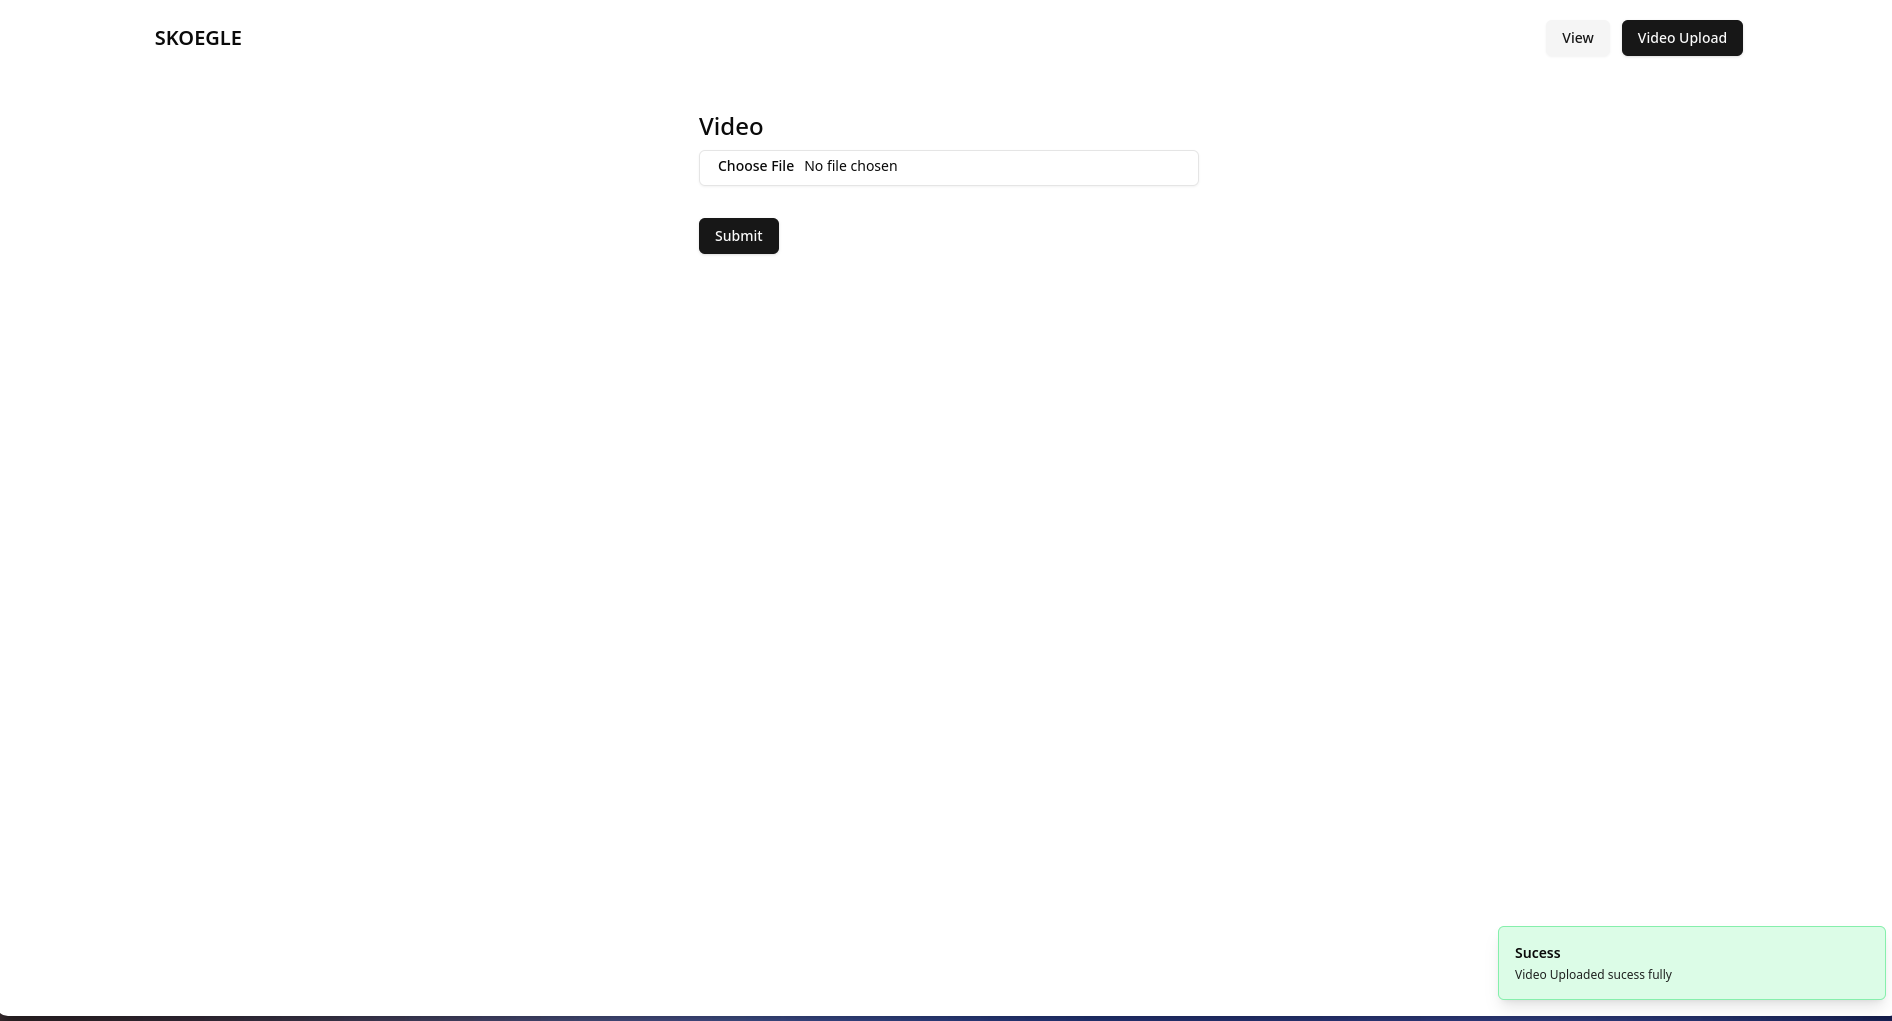 SKOEGLE
View
Video Upload
Video
Choose File No file chosen
Submit
Sucess
Video Uploaded sucess fully